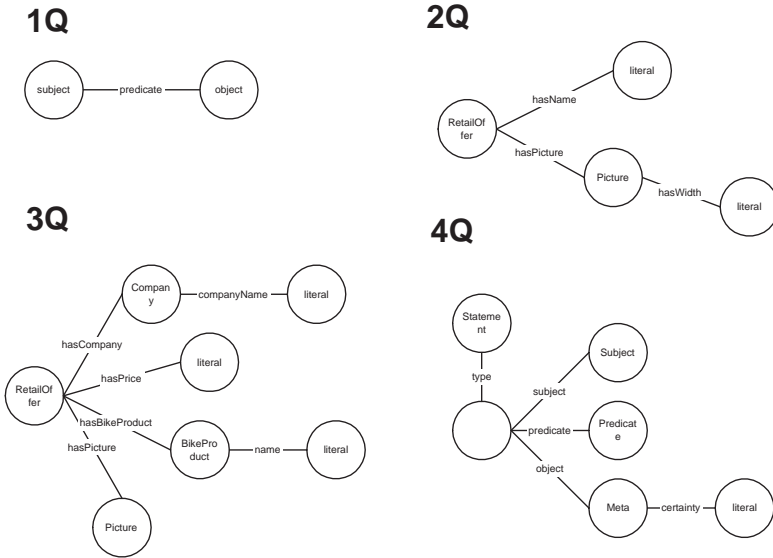 1Q
subject
predicate
object
2Q
literal
hasName
RetailOf
fer
hasPicture
Picture
hasWidth
literal
3Q
Compan
y
companyName
literal
hasCompany
literal
hasPrice
RetailOf
fer
hasBikeProduct
hasPicture
BikePro
duct
name
literal
Picture
4Q
Stateme
nt
type
Subject
subject
predicate
Predicat
e
object
Meta
certainty
literal